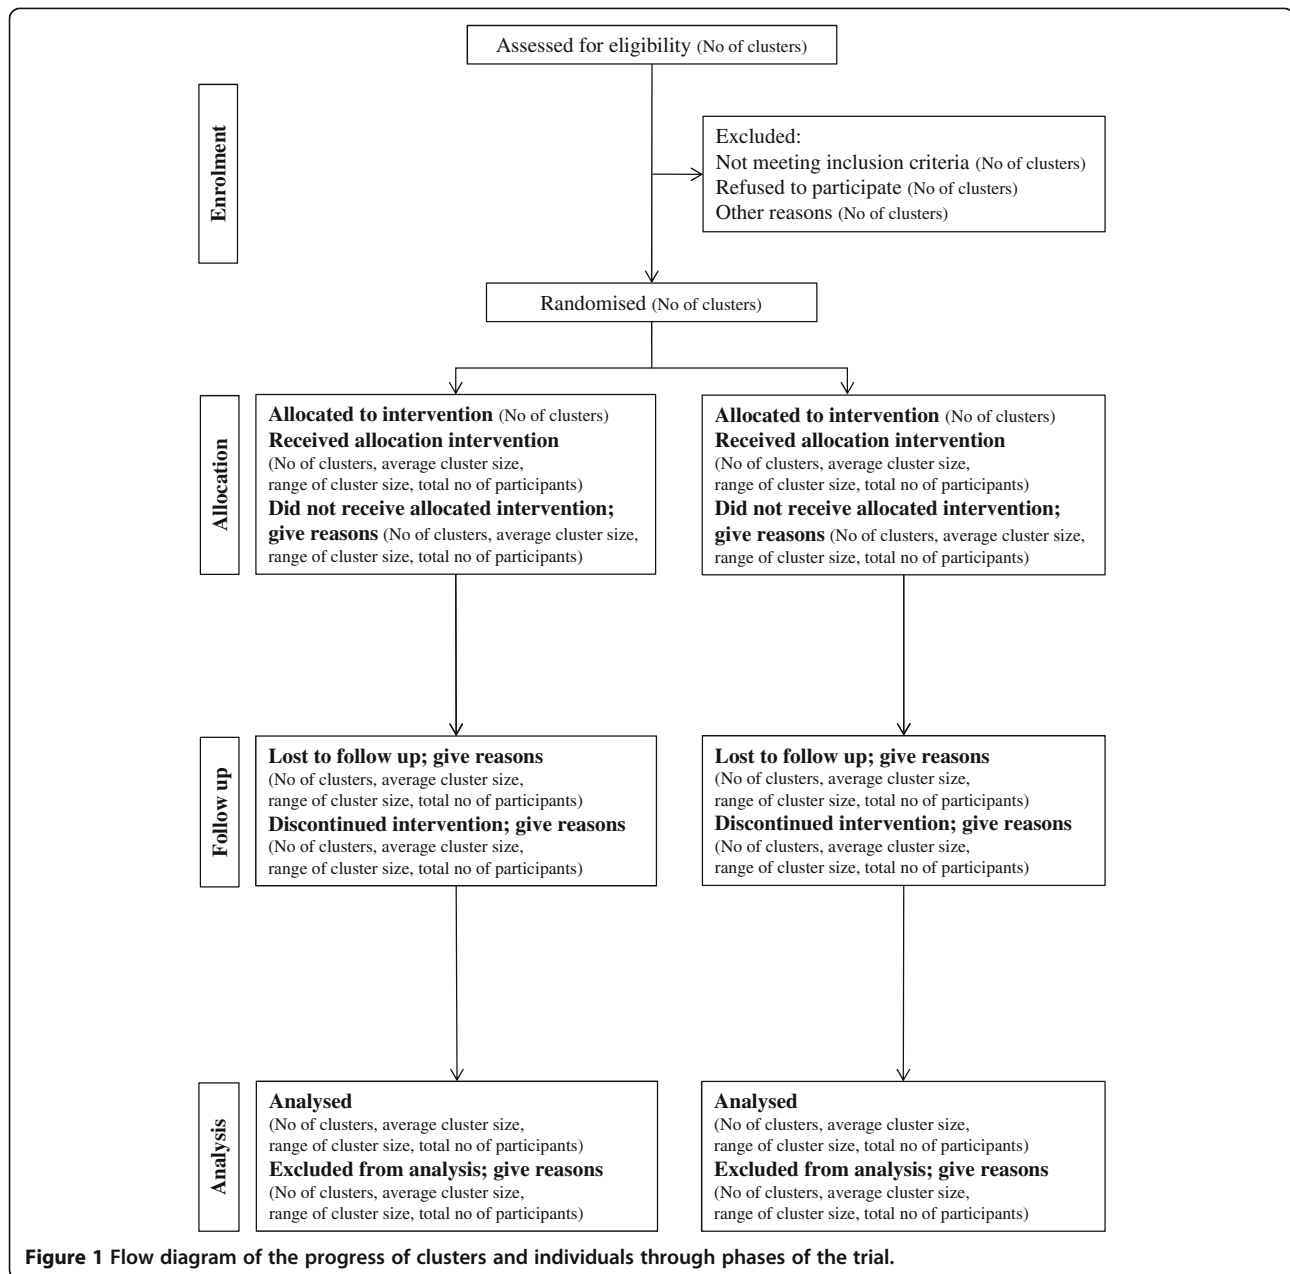 Assessed for eligibility (No of clusters)
Enrolment
Excluded:
Not meeting inclusion criteria (No of clusters)
Refused to participate (No of clusters)
Other reasons (No of clusters)
Randomised (No of clusters)
Allocation
Allocated to intervention (No of clusters)
Received allocation intervention
(No of clusters, average cluster size,
range of cluster size, total no of participants)
Did not receive allocated intervention;
give reasons (No of clusters, average cluster size,
range of cluster size, total no of participants)
Allocated to intervention (No of clusters)
Received allocation intervention
(No of clusters, average cluster size,
range of cluster size, total no of participants)
Did not receive allocated intervention;
give reasons (No of clusters, average cluster size,
range of cluster size, total no of participants)
Follow up
Lost to follow up; give reasons
(No of clusters, average cluster size,
range of cluster size, total no of participants)
Discontinued intervention; give reasons
(No of clusters, average cluster size,
range of cluster size, total no of participants)
Lost to follow up; give reasons
(No of clusters, average cluster size,
range of cluster size, total no of participants)
Discontinued intervention; give reasons
(No of clusters, average cluster size,
range of cluster size, total no of participants)
Analysis
Analysed
(No of clusters, average cluster size,
range of cluster size, total no of participants)
Excluded from analysis; give reasons
(No of clusters, average cluster size,
range of cluster size, total no of participants)
Analysed
(No of clusters, average cluster size,
range of cluster size, total no of participants)
Excluded from analysis; give reasons
(No of clusters, average cluster size,
range of cluster size, total no of participants)
Figure 1 Flow diagram of the progress of clusters and individuals through phases of the trial.